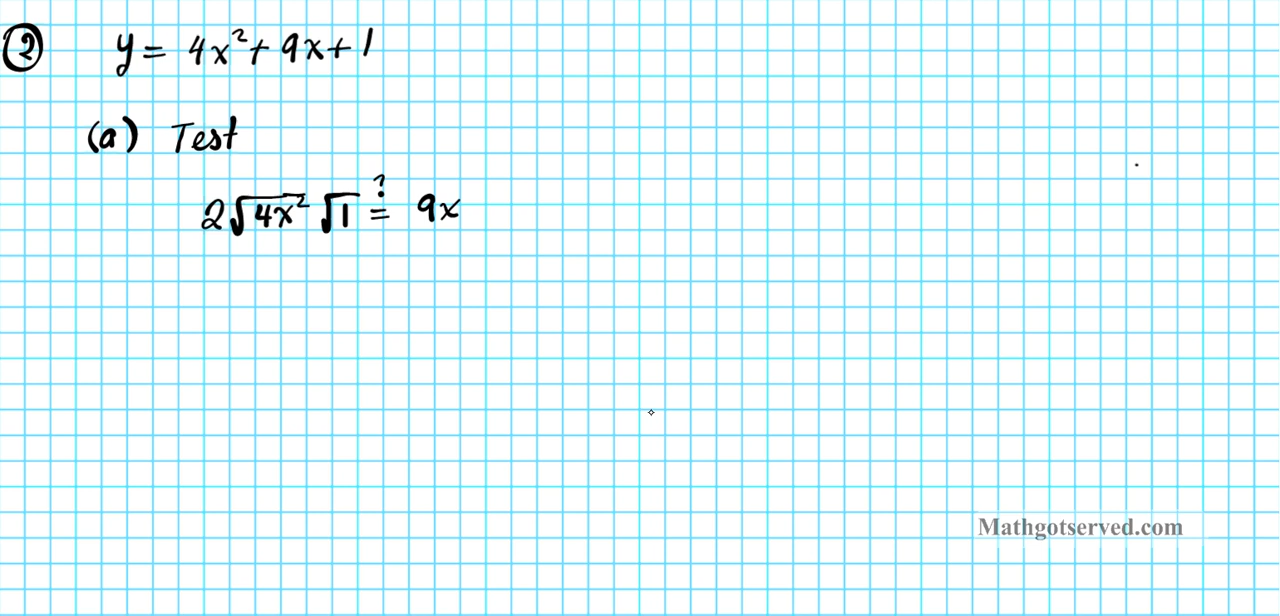 ② y = 4x² + 9x + 1
(a) Test
2√4x² √1 ?= 9x
Mathgotserved.com